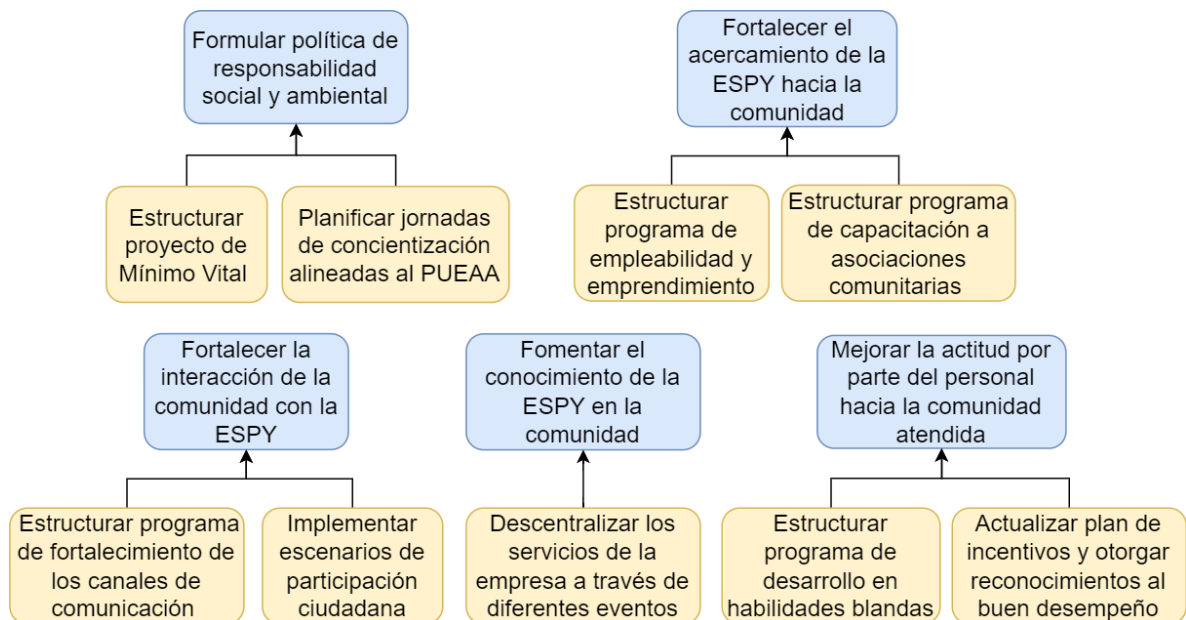 Formular política de
responsabilidad
social y ambiental
Fortalecer el
acercamiento de la
ESPY hacia la
comunidad
Estructurar
proyecto de
Mínimo Vital
Planificar jornadas
de concientización
alineadas al PUEAA
Estructurar
programa de
empleabilidad y
emprendimiento
Estructurar programa
de capacitación a
asociaciones
comunitarias
Fortalecer la
interacción de la
comunidad con la
ESPY
Fomentar el
conocimiento de la
ESPY en la
comunidad
Mejorar la actitud por
parte del personal
hacia la comunidad
atendida
Estructurar programa
de fortalecimiento de
los canales de
comunicación
Implementar
escenarios de
participación
ciudadana
Descentralizar los
servicios de la
empresa a través de
diferentes eventos
Estructurar
programa de
desarrollo en
habilidades blandas
Actualizar plan de
incentivos y otorgar
reconocimientos al
buen desempeño